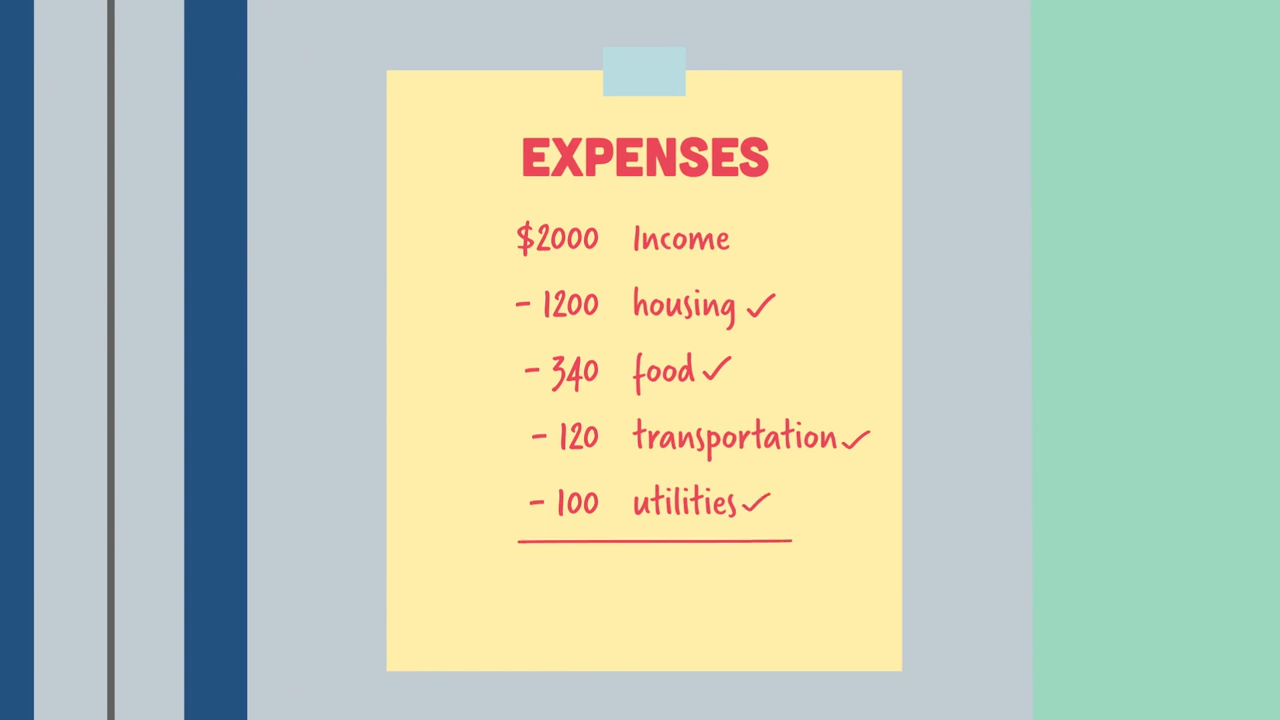 EXPENSES
$2000 Income
- 1200 housing ✓
- 340 food ✓
- 120 transportation ✓
- 100 utilities ✓